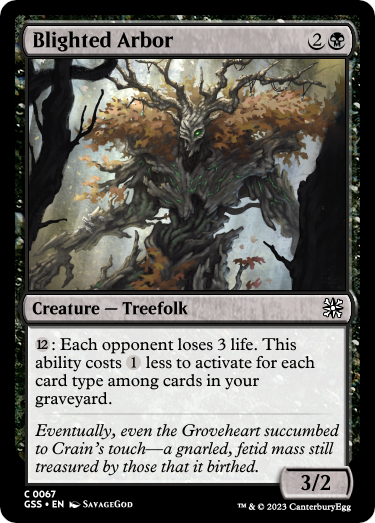 Blighted Arbor 2
Creature — Treefolk
12: Each opponent loses 3 life. This
ability costs 1 less to activate for each
card type among cards in your
graveyard.
Eventually, even the Groveheart succumbed
to Crain's touch—a gnarled, fetid mass still
treasured by those that it birthed.
3/2
C 0067
GSS • EN SavageGod
™ & © 2023 CanterburyEgg